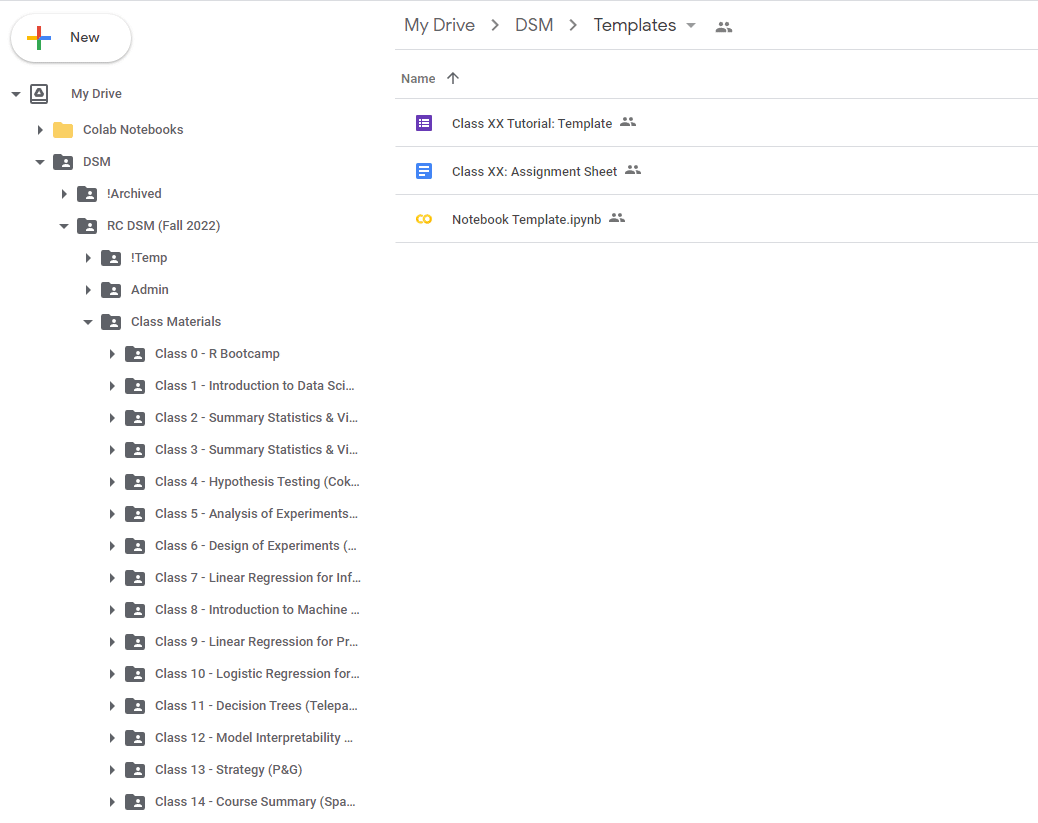 New
My Drive
Colab Notebooks
DSM
!Archived
RC DSM (Fall 2022)
!Temp
Admin
Class Materials
Class 0 - R Bootcamp
Class 1 - Introduction to Data Sci...
Class 2 - Summary Statistics & Vi...
Class 3 - Summary Statistics & Vi...
Class 4 - Hypothesis Testing (Cok...
Class 5 - Analysis of Experiments...
Class 6 - Design of Experiments (...
Class 7 - Linear Regression for Inf...
Class 8 - Introduction to Machine ...
Class 9 - Linear Regression for Pr...
Class 10 - Logistic Regression for...
Class 11 - Decision Trees (Telepa...
Class 12 - Model Interpretability ...
Class 13 - Strategy (P&G)
Class 14 - Course Summary (Spa...
My Drive > DSM > Templates
Name
Class XX Tutorial: Template
Class XX: Assignment Sheet
Notebook Template.ipynb